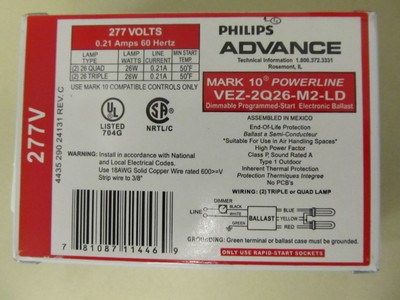 277 VOLTS
0.21 Amps 60 Hertz
LAMP TYPE LAMP WATTS LINE CURRENT MIN START TEMP
(2) 26 QUAD 26W 0.21A 50°F
(2) 26 TRIPLE 26W 0.21A 50°F
USE MARK 10 COMPATIBLE CONTROLS ONLY
UL
LISTED
704G
NRTL/C
WARNING: Install in accordance with National
and Local Electrical Codes.
Use 18AWG Solid Copper Wire rated 600>=V
Strip wire to 3/8"
277V
4435 290 24131 REV. C
7 81087 11446 9
PHILIPS
ADVANCE
Technical Information 1.800.372.3331
Rosemont, IL
MARK 10® POWERLINE
VEZ-2Q26-M2-LD
Dimmable Programmed-Start Electronic Ballast
ASSEMBLED IN MEXICO
End-Of-Life Protection
Ballast is a Semi-Enclosure
"Suitable For Use in Air Handling Spaces"
High Power Factor
Class P, Sound Rated A
Type 1 Outdoor
Inherent Thermal Protection
Protection Thermiques Integree
No PCB's
WIRING: (2) TRIPLE or QUAD LAMP
DIMMER
LINE
BLACK
WHITE
GREEN
BALLAST
BLUE
YELLOW
RED
GROUNDING: Green terminal or ballast case must be grounded.
USE ONLY RAPID-START SOCKETS